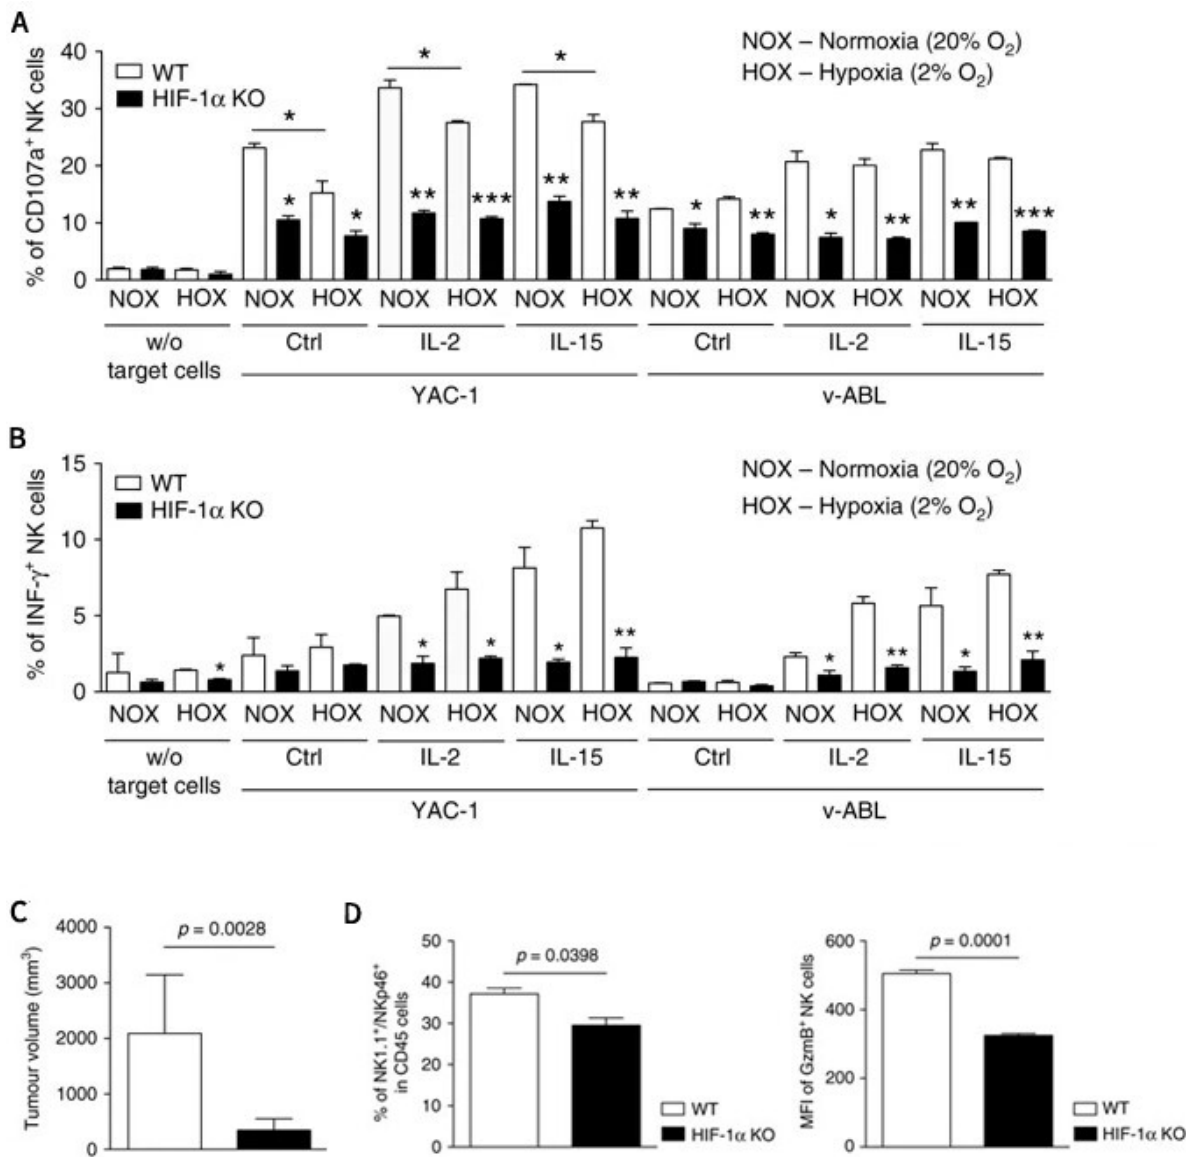 A
% of CD107a⁺ NK cells
40
30
20
10
0
WT
HIF-1α KO
NOX – Normoxia (20% O₂)
HOX – Hypoxia (2% O₂)
*
*
*
*
*
**
***
**
**
*
**
*
**
**
***
NOX HOX NOX HOX NOX HOX NOX HOX NOX HOX NOX HOX NOX HOX
w/o Ctrl IL-2 IL-15 Ctrl IL-2 IL-15
target cells
YAC-1 v-ABL
B
% of INF-γ⁺ NK cells
15
10
5
0
WT
HIF-1α KO
NOX – Normoxia (20% O₂)
HOX – Hypoxia (2% O₂)
*
*
*
*
**
*
**
*
**
NOX HOX NOX HOX NOX HOX NOX HOX NOX HOX NOX HOX NOX HOX
w/o Ctrl IL-2 IL-15 Ctrl IL-2 IL-15
target cells
YAC-1 v-ABL
C
Tumour volume (mm³)
4000
3000
2000
1000
0
p = 0.0028
D
% of NK1.1⁺/NKp46⁺
in CD45 cells
50
40
30
20
10
0
p = 0.0398
WT
HIF-1α KO
MFI of GzmB⁺ NK cells
600
400
200
0
p = 0.0001
WT
HIF-1α KO